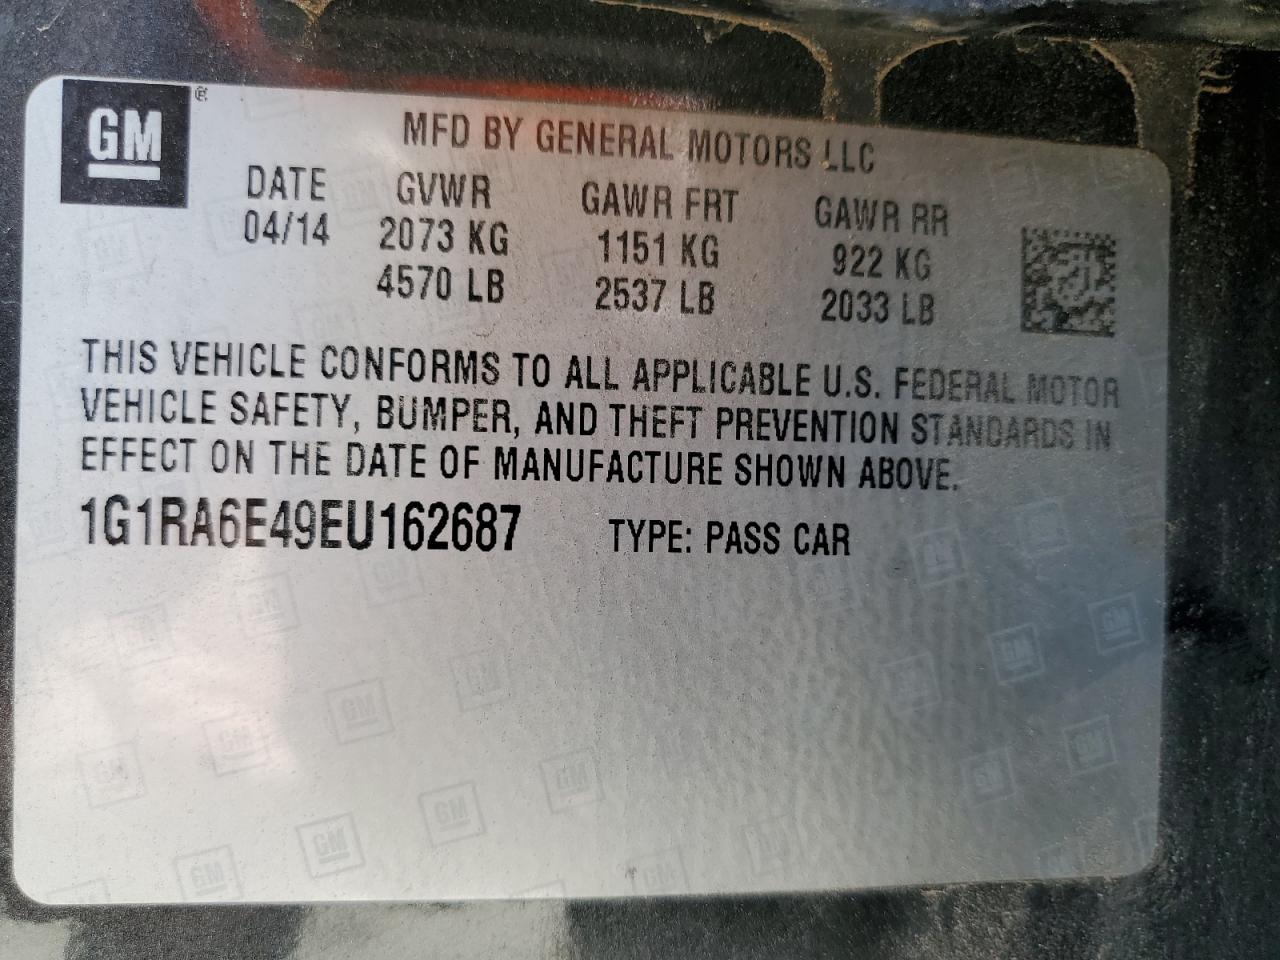 GM ®
MFD BY GENERAL MOTORS LLC
DATE GVWR GAWR FRT GAWR RR
04/14 2073 KG 1151 KG 922 KG
4570 LB 2537 LB 2033 LB
THIS VEHICLE CONFORMS TO ALL APPLICABLE U.S. FEDERAL MOTOR
VEHICLE SAFETY, BUMPER, AND THEFT PREVENTION STANDARDS IN
EFFECT ON THE DATE OF MANUFACTURE SHOWN ABOVE.
1G1RA6E49EU162687 TYPE: PASS CAR